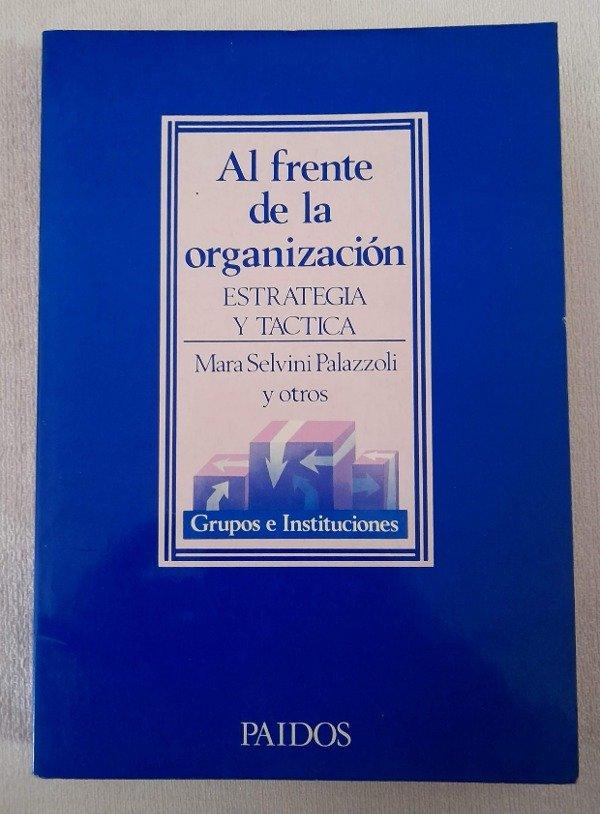 Al frente
de la
organización
ESTRATEGIA
Y TACTICA
Mara Selvini Palazzoli
y otros
Grupos e Instituciones
PAIDOS